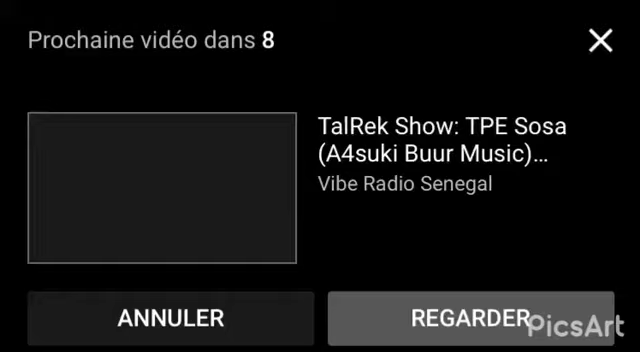 Prochaine vidéo dans 8
TalRek Show: TPE Sosa
(A4suki Buur Music)...
Vibe Radio Senegal
ANNULER
REGARDER
PicsArt